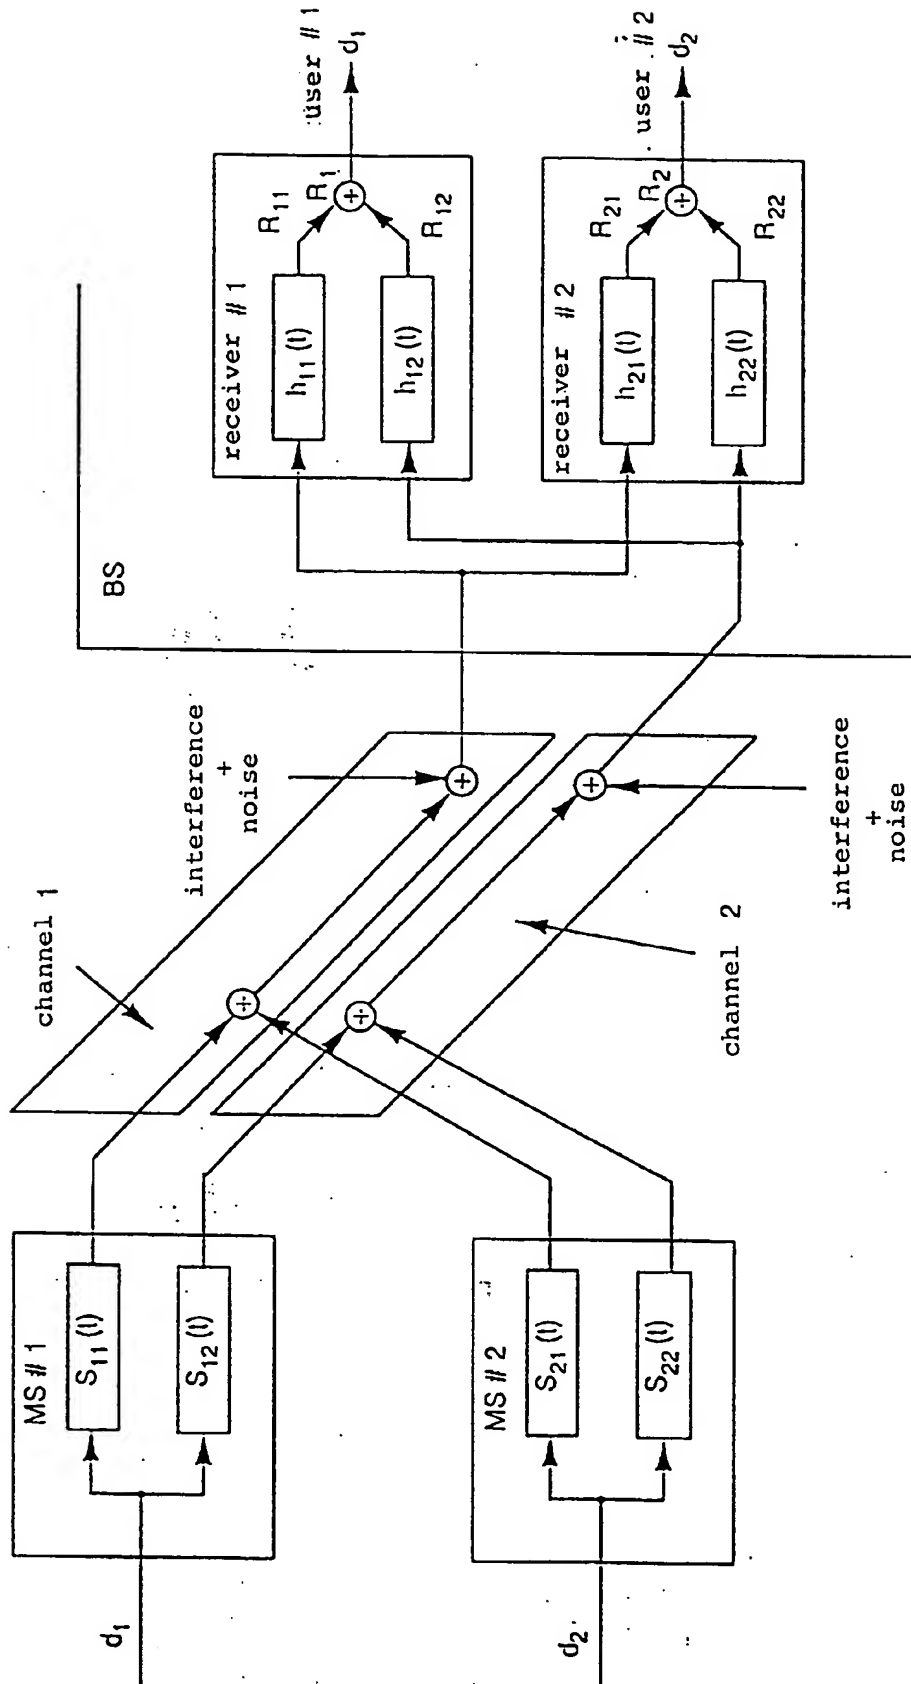 d1
MS # 1
S11(t)
S12(t)
d2
MS # 2
S21(t)
S22(t)
channel 1
channel 2
interference
+
noise
interference
+
noise
BS
receiver # 1
h11(t)
h12(t)
R11
R1
R12
user # 1
d1
receiver # 2
h21(t)
h22(t)
R21
R2
R22
user # 2
d2